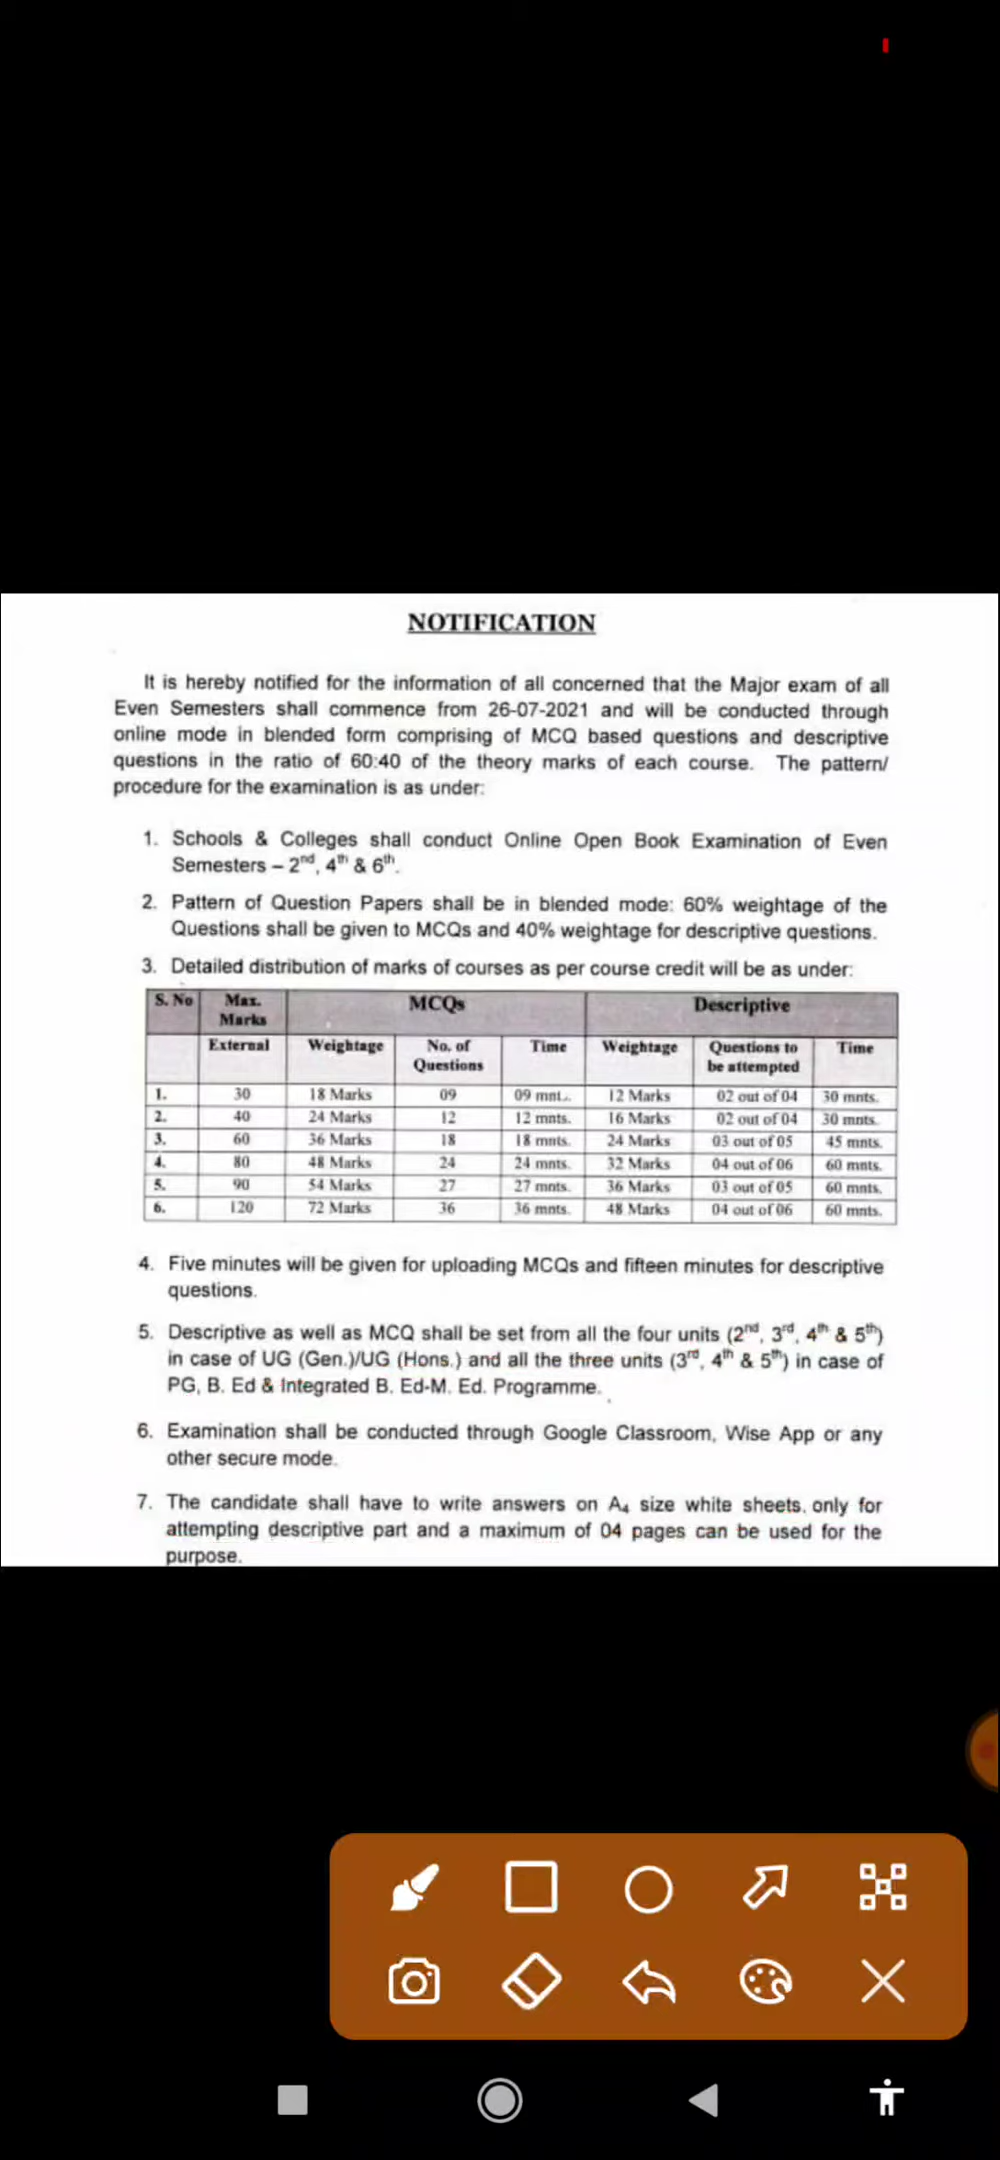 NOTIFICATION
It is hereby notified for the information of all concerned that the Major exam of all
Even Semesters shall commence from 26-07-2021 and will be conducted through
online mode in blended form comprising of MCQ based questions and descriptive
questions in the ratio of 60:40 of the theory marks of each course. The pattern/
procedure for the examination is as under:
1. Schools & Colleges shall conduct Online Open Book Examination of Even
Semesters – 2nd, 4th & 6th.
2. Pattern of Question Papers shall be in blended mode: 60% weightage of the
Questions shall be given to MCQs and 40% weightage for descriptive questions.
3. Detailed distribution of marks of courses as per course credit will be as under:
S. No Max. Marks MCQs Descriptive
External Weightage No. of Questions Time Weightage Questions to be attempted Time
1. 30 18 Marks 09 09 mnt.. 12 Marks 02 out of 04 30 mnts.
2. 40 24 Marks 12 12 mnts. 16 Marks 02 out of 04 30 mnts.
3. 60 36 Marks 18 18 mnts. 24 Marks 03 out of 05 45 mnts.
4. 80 48 Marks 24 24 mnts. 32 Marks 04 out of 06 60 mnts.
5. 90 54 Marks 27 27 mnts. 36 Marks 03 out of 05 60 mnts.
6. 120 72 Marks 36 36 mnts. 48 Marks 04 out of 06 60 mnts.
4. Five minutes will be given for uploading MCQs and fifteen minutes for descriptive
questions.
5. Descriptive as well as MCQ shall be set from all the four units (2nd, 3rd, 4th & 5th)
in case of UG (Gen.)/UG (Hons.) and all the three units (3rd, 4th & 5th) in case of
PG, B. Ed & Integrated B. Ed-M. Ed. Programme.
6. Examination shall be conducted through Google Classroom, Wise App or any
other secure mode.
7. The candidate shall have to write answers on A4 size white sheets. only for
attempting descriptive part and a maximum of 04 pages can be used for the
purpose.